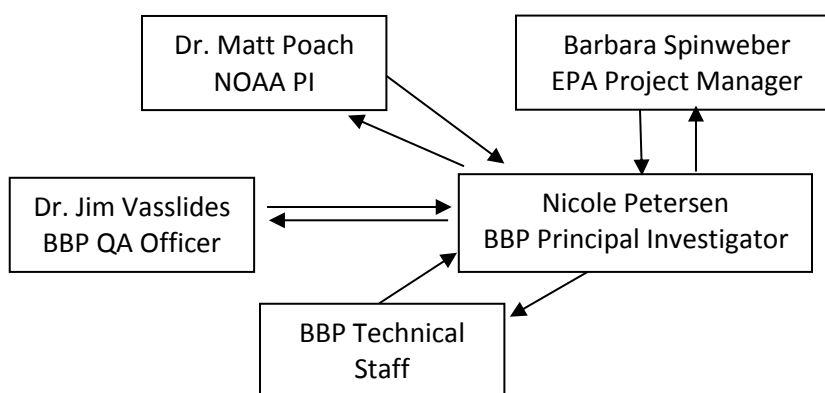 Dr. Matt Poach
NOAA PI
Barbara Spinweber
EPA Project Manager
Dr. Jim Vasslides
BBP QA Officer
Nicole Petersen
BBP Principal Investigator
BBP Technical
Staff